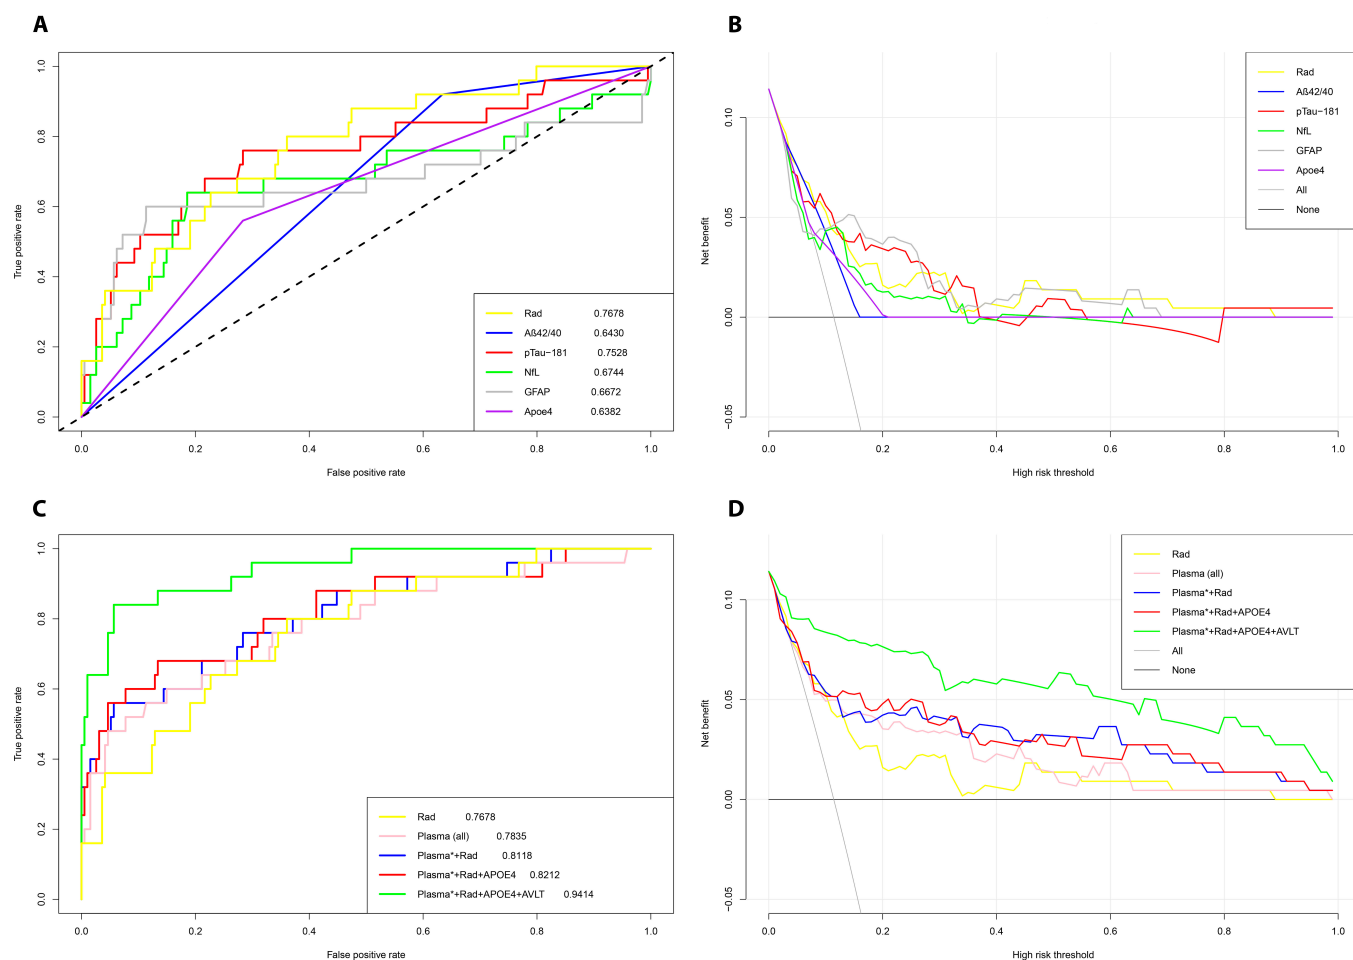 A
1.0
0.8
0.6
0.4
0.2
0.0
True positive rate
0.0 0.2 0.4 0.6 0.8 1.0
False positive rate
Rad 0.7678
Aß42/40 0.6430
pTau−181 0.7528
NfL 0.6744
GFAP 0.6672
Apoe4 0.6382
B
0.10
0.05
0.00
−0.05
Net benefit
0.0 0.2 0.4 0.6 0.8 1.0
High risk threshold
Rad
Aß42/40
pTau−181
NfL
GFAP
Apoe4
All
None
C
1.0
0.8
0.6
0.4
0.2
0.0
True positive rate
0.0 0.2 0.4 0.6 0.8 1.0
False positive rate
Rad 0.7678
Plasma (all) 0.7835
Plasma*+Rad 0.8118
Plasma*+Rad+APOE4 0.8212
Plasma*+Rad+APOE4+AVLT 0.9414
D
0.10
0.05
0.00
−0.05
Net benefit
0.0 0.2 0.4 0.6 0.8 1.0
High risk threshold
Rad
Plasma (all)
Plasma*+Rad
Plasma*+Rad+APOE4
Plasma*+Rad+APOE4+AVLT
All
None